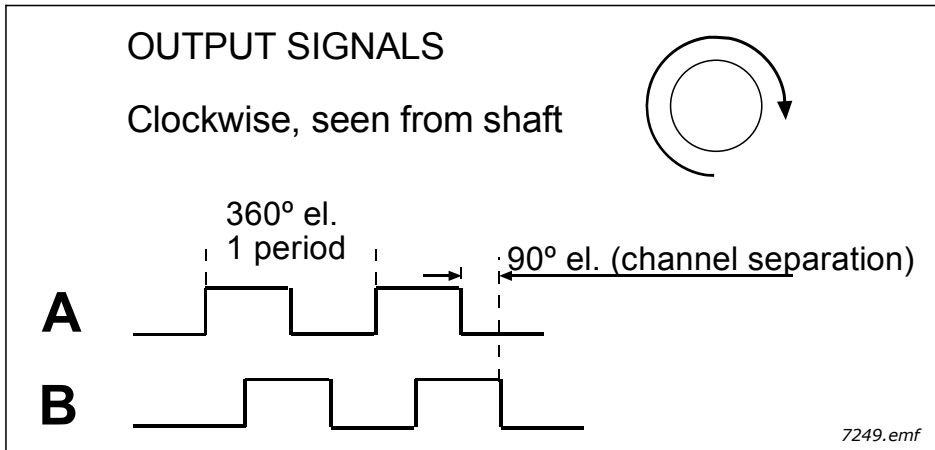 OUTPUT SIGNALS
Clockwise, seen from shaft
360º el.
1 period
90º el. (channel separation)
A
B
7249.emf